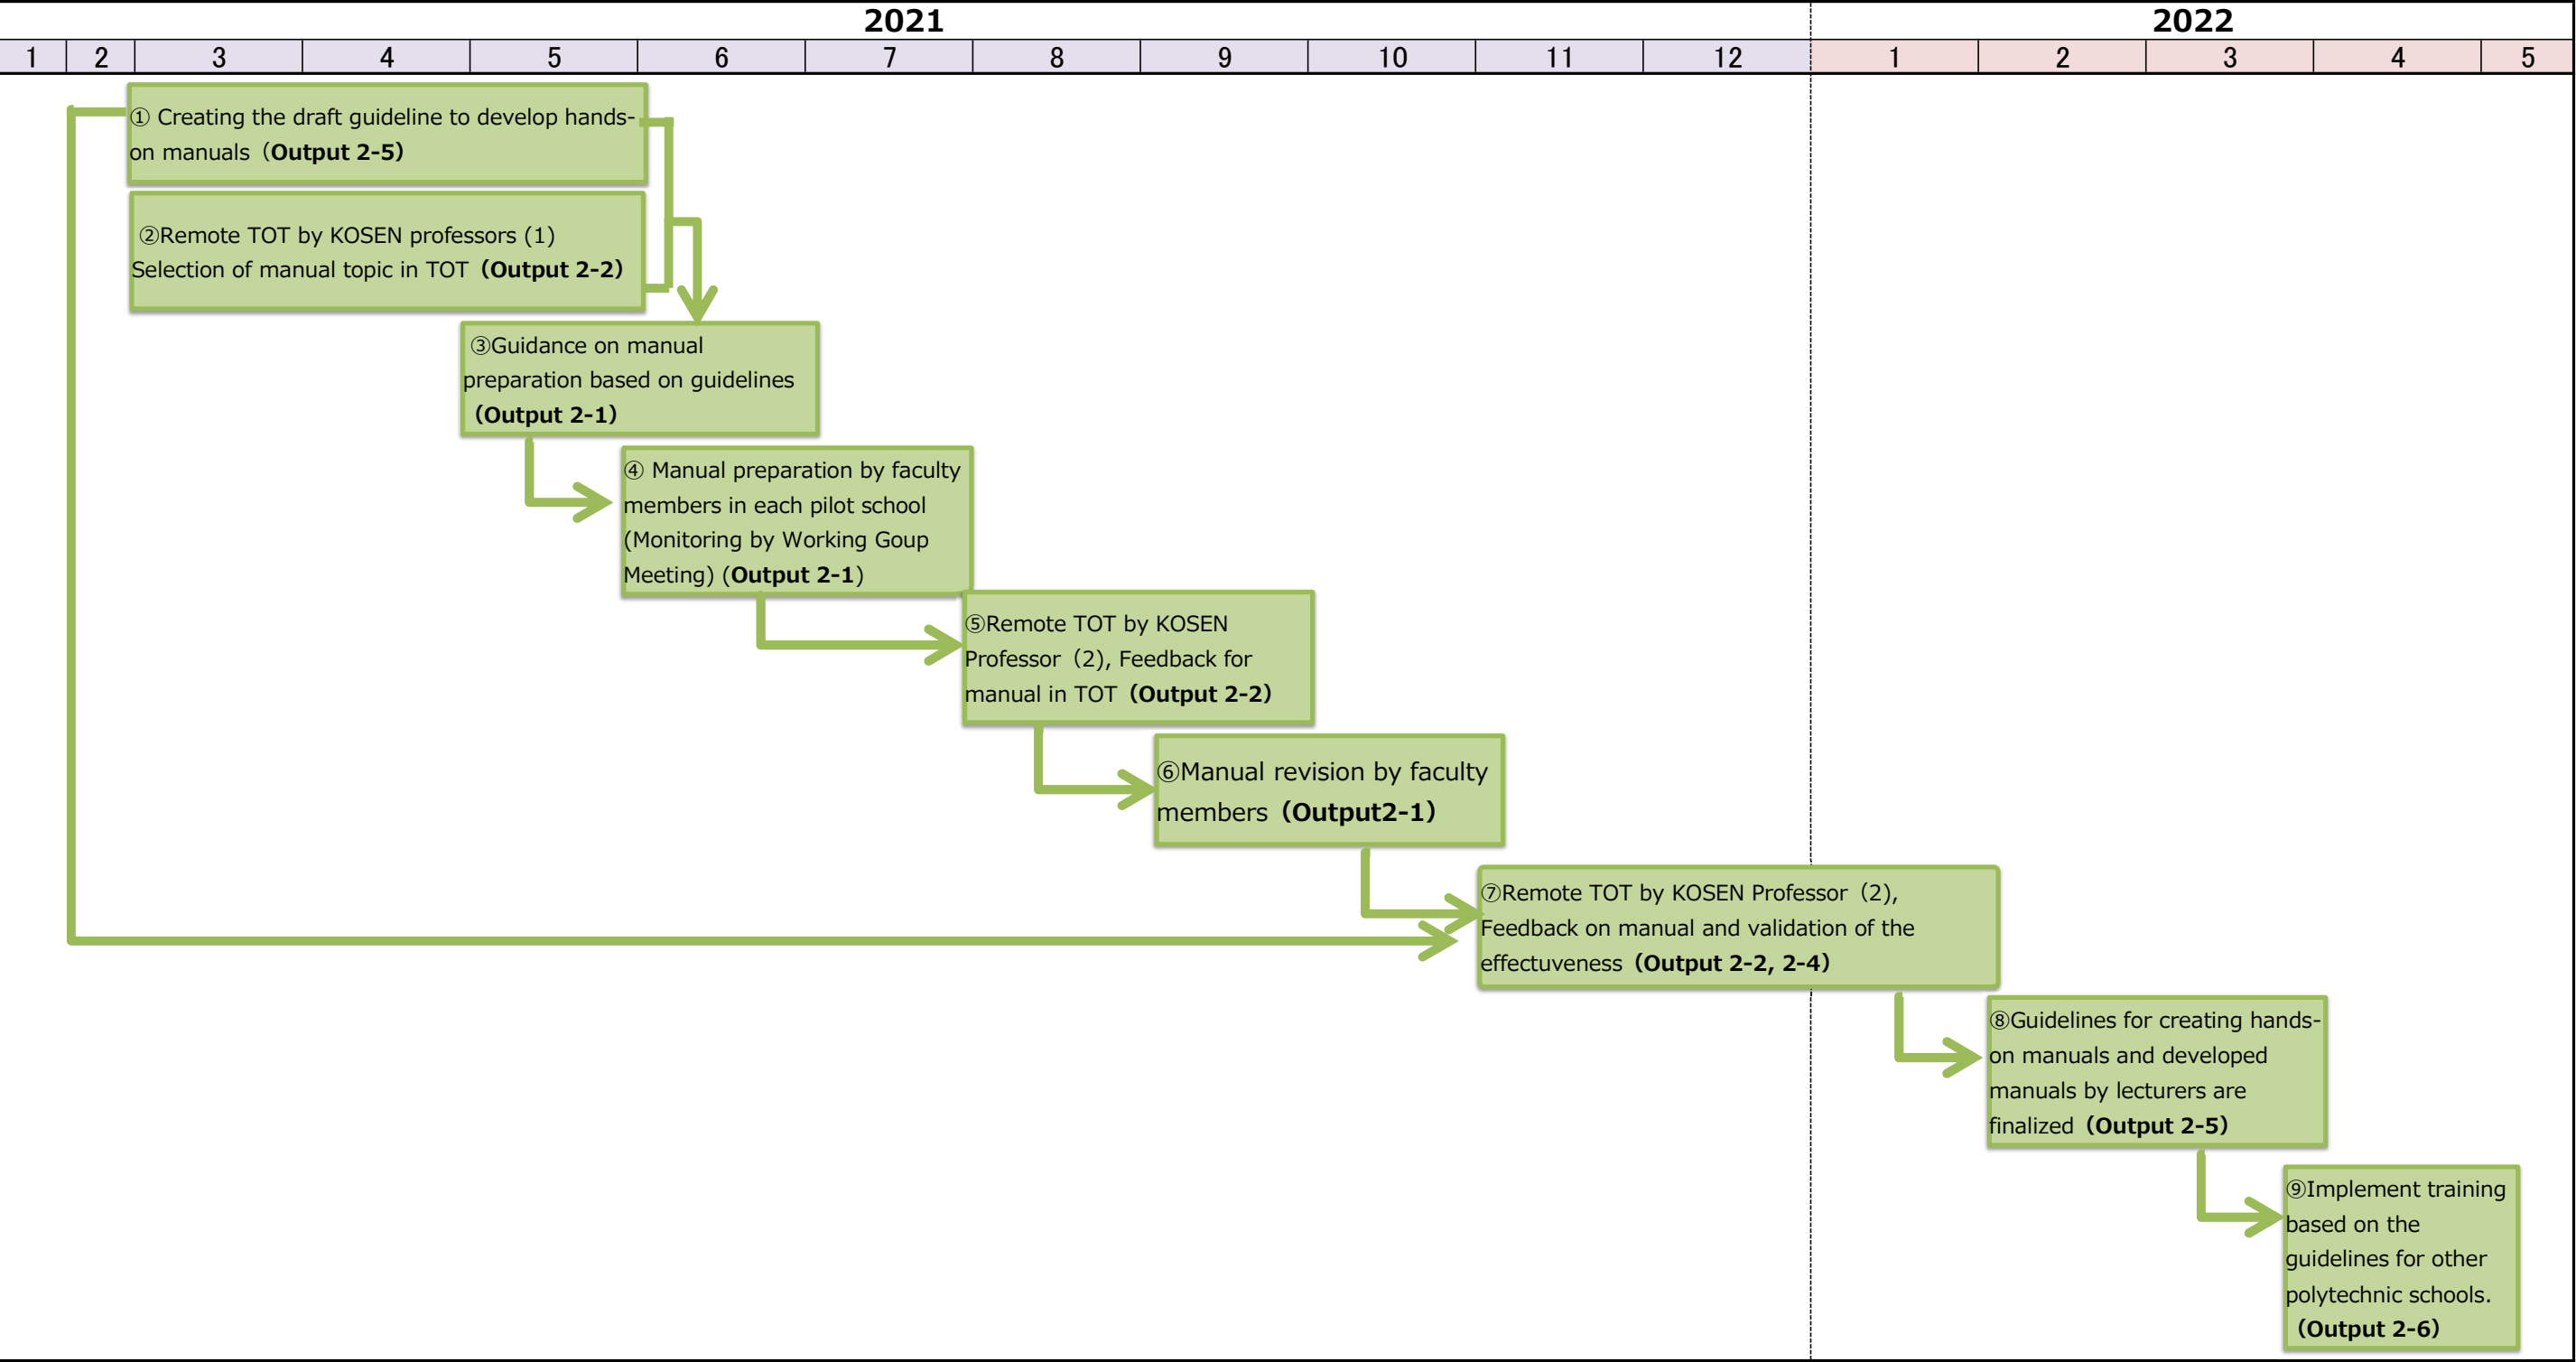 2021 2022
1 2 3 4 5 6 7 8 9 10 11 12 1 2 3 4 5
① Creating the draft guideline to develop hands-
on manuals（Output 2-5）
②Remote TOT by KOSEN professors (1)
Selection of manual topic in TOT（Output 2-2）
③Guidance on manual
preparation based on guidelines
（Output 2-1）
④ Manual preparation by faculty
members in each pilot school
(Monitoring by Working Goup
Meeting) (Output 2-1)
⑤Remote TOT by KOSEN
Professor（2), Feedback for
manual in TOT（Output 2-2）
⑥Manual revision by faculty
members（Output2-1）
⑦Remote TOT by KOSEN Professor（2),
Feedback on manual and validation of the
effectuveness（Output 2-2, 2-4）
⑧Guidelines for creating hands-
on manuals and developed
manuals by lecturers are
finalized（Output 2-5）
⑨Implement training
based on the
guidelines for other
polytechnic schools.
（Output 2-6）